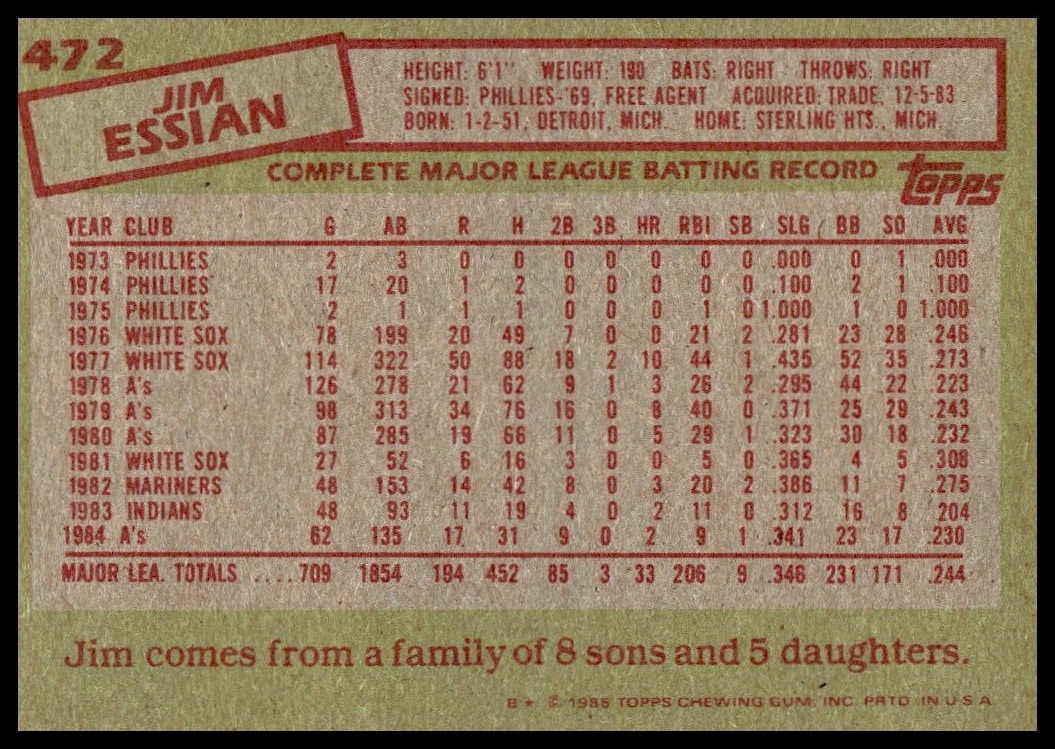 472
JIM
ESSIAN
HEIGHT: 6'1" WEIGHT: 190 BATS: RIGHT THROWS: RIGHT
SIGNED: PHILLIES-'69, FREE AGENT ACQUIRED: TRADE, 12-5-83
BORN: 1-2-51, DETROIT, MICH. HOME: STERLING HTS., MICH.
COMPLETE MAJOR LEAGUE BATTING RECORD
TOPPS
YEAR CLUB G AB R H 2B 3B HR RBI SB SLG BB SO AVG
1973 PHILLIES 2 3 0 0 0 0 0 0 0 .000 0 1 .000
1974 PHILLIES 17 20 1 2 0 0 0 0 0 .100 2 1 .100
1975 PHILLIES 2 1 1 1 0 0 0 1 0 1.000 1 0 1.000
1976 WHITE SOX 78 199 20 49 7 0 0 21 2 .281 23 28 .246
1977 WHITE SOX 114 322 50 88 18 2 10 44 1 .435 52 35 .273
1978 A's 126 278 21 62 9 1 3 26 2 .295 44 22 .223
1979 A's 98 313 34 76 16 0 8 40 0 .371 25 29 .243
1980 A's 87 285 19 66 11 0 5 29 1 .323 30 18 .232
1981 WHITE SOX 27 52 6 16 3 0 0 5 0 .365 4 5 .308
1982 MARINERS 48 153 14 42 8 0 3 20 2 .386 11 7 .275
1983 INDIANS 48 93 11 19 4 0 2 11 0 .312 16 8 .204
1984 A's 62 135 17 31 9 0 2 9 1 .341 23 17 .230
MAJOR LEA. TOTALS ....709 1854 194 452 85 3 33 206 9 .346 231 171 .244
Jim comes from a family of 8 sons and 5 daughters.
B * © 1985 TOPPS CHEWING GUM, INC. PRTD. IN U.S.A.